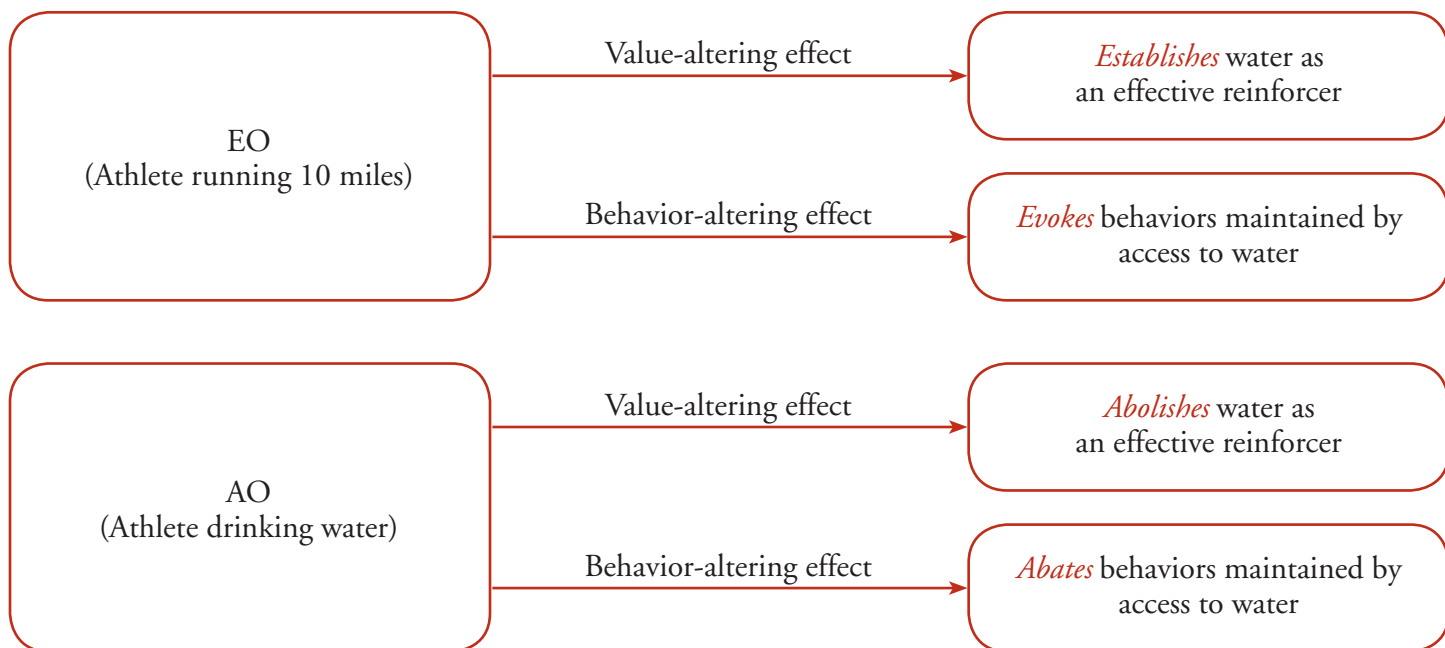 EO
(Athlete running 10 miles)
Value-altering effect
Establishes water as
an effective reinforcer
Behavior-altering effect
Evokes behaviors maintained by
access to water
AO
(Athlete drinking water)
Value-altering effect
Abolishes water as
an effective reinforcer
Behavior-altering effect
Abates behaviors maintained by
access to water